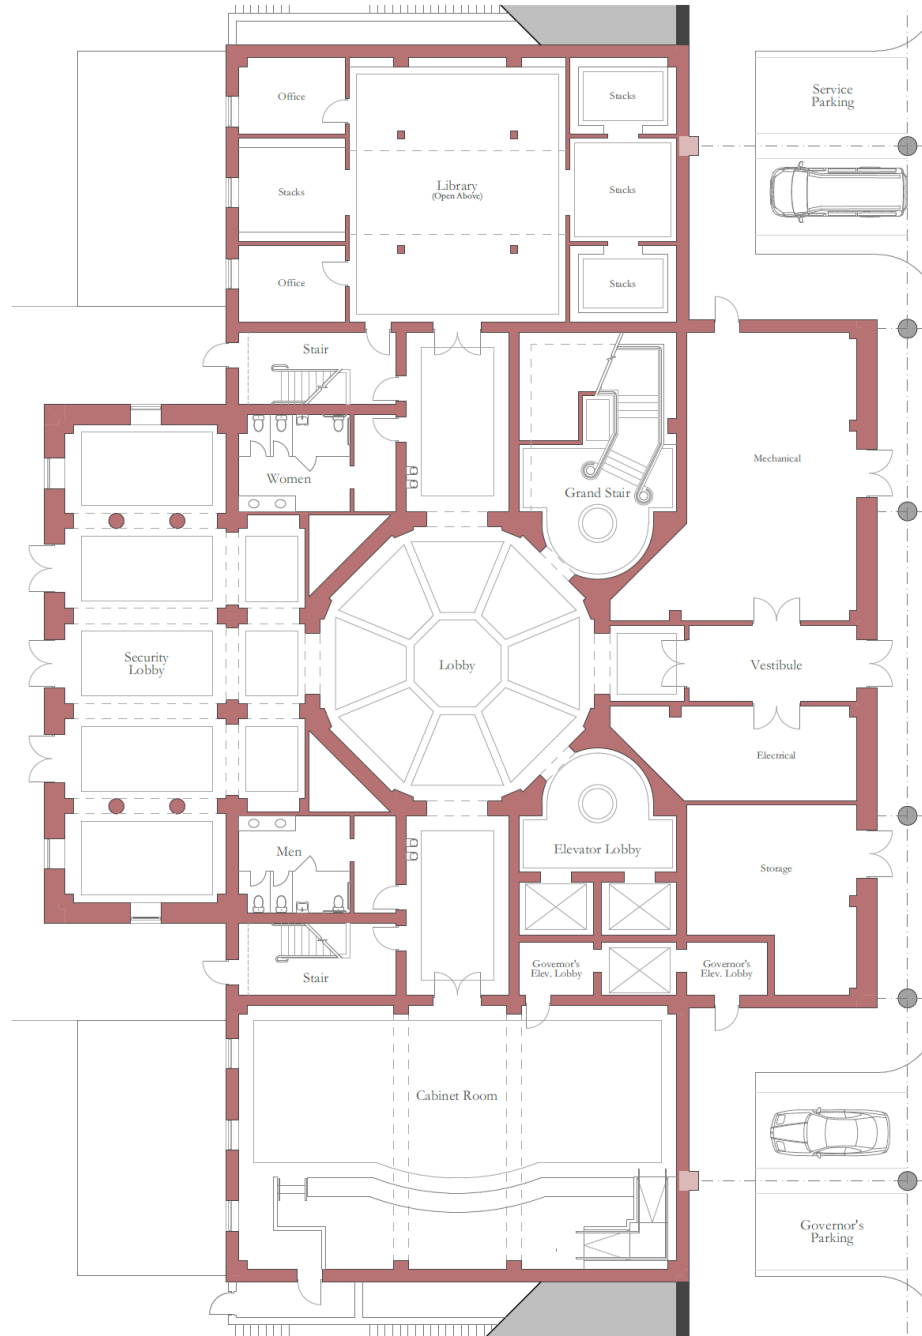 Office
Stacks
Service
Parking
Library
(Open Above)
Stacks
Stacks
Office
Stacks
Stair
Women
Grand Stair
Mechanical
Security
Lobby
Lobby
Vestibule
Electrical
Men
Elevator Lobby
Storage
Stair
Governor's
Elev. Lobby
Governor's
Elev. Lobby
Cabinet Room
Governor's
Parking